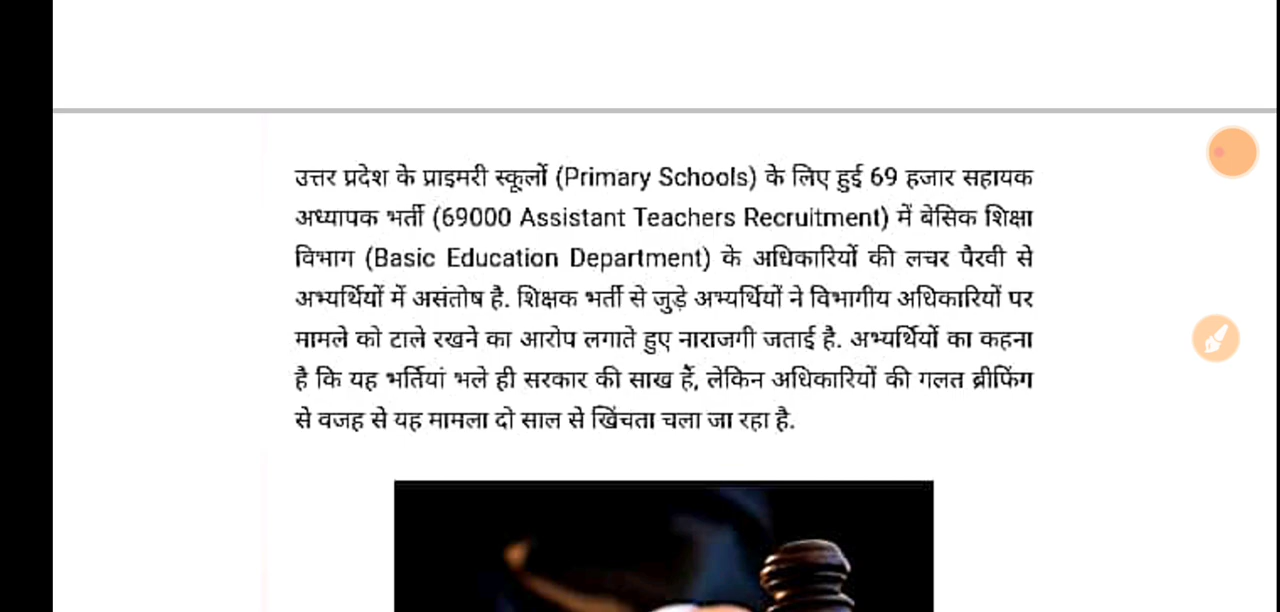 उत्तर प्रदेश के प्राइमरी स्कूलों (Primary Schools) के लिए हुई 69 हजार सहायक
अध्यापक भर्ती (69000 Assistant Teachers Recruitment) में बेसिक शिक्षा
विभाग (Basic Education Department) के अधिकारियों की लचर पैरवी से
अभ्यर्थियों में असंतोष है. शिक्षक भर्ती से जुड़े अभ्यर्थियों ने विभागीय अधिकारियों पर
मामले को टाले रखने का आरोप लगाते हुए नाराजगी जताई है. अभ्यर्थियों का कहना
है कि यह भर्तियां भले ही सरकार की साख हैं, लेकिन अधिकारियों की गलत ब्रीफिंग
से वजह से यह मामला दो साल से खिंचता चला जा रहा है.